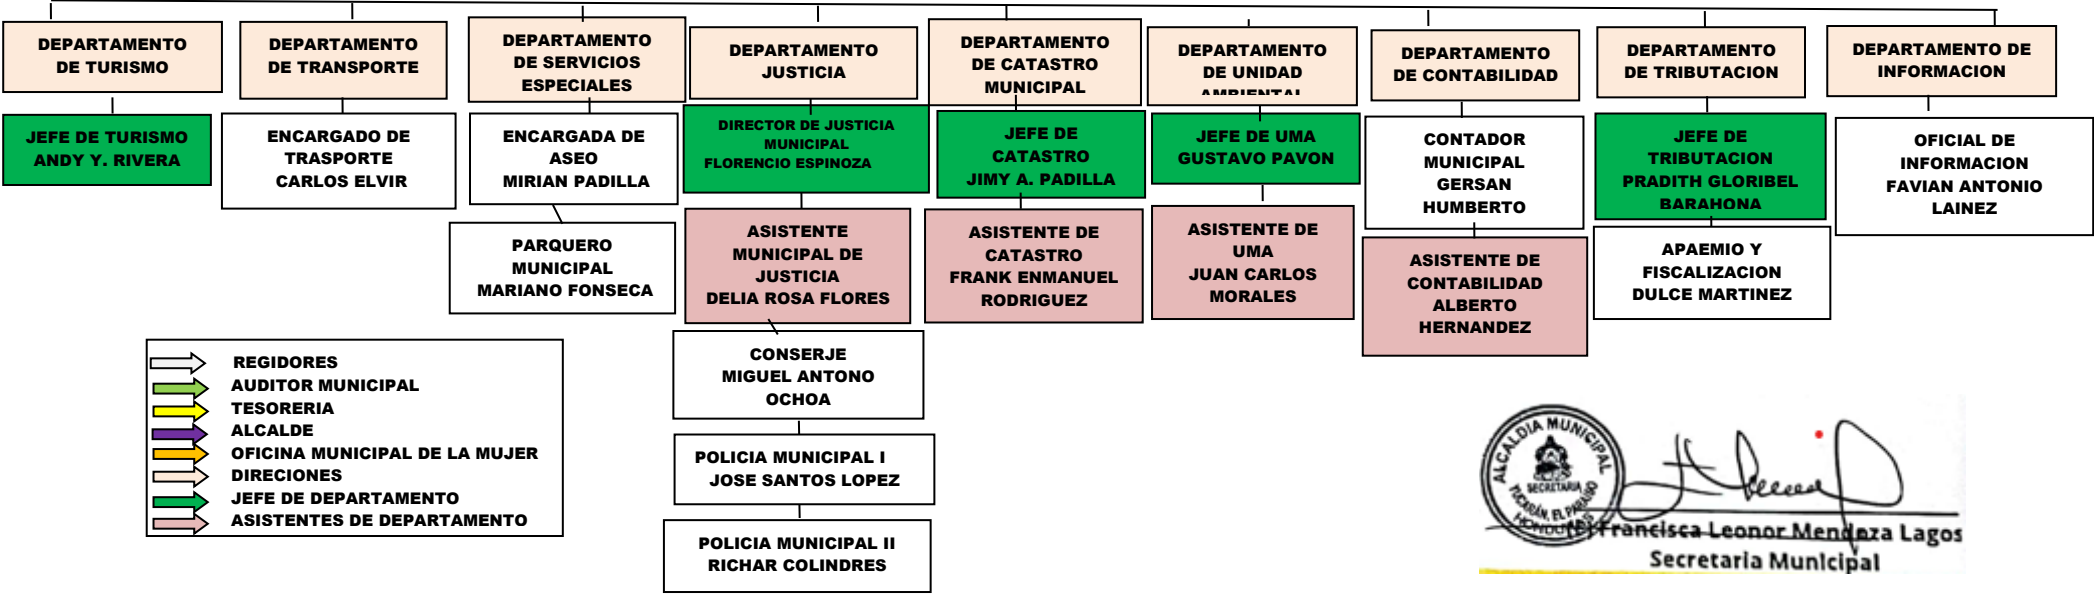 DEPARTAMENTO
DE TURISMO
JEFE DE TURISMO
ANDY Y. RIVERA
DEPARTAMENTO
DE TRANSPORTE
ENCARGADO DE
TRASPORTE
CARLOS ELVIR
DEPARTAMENTO
DE SERVICIOS
ESPECIALES
ENCARGADA DE
ASEO
MIRIAN PADILLA
PARQUERO
MUNICIPAL
MARIANO FONSECA
DEPARTAMENTO
JUSTICIA
DIRECTOR DE JUSTICIA
MUNICIPAL
FLORENCIO ESPINOZA
ASISTENTE
MUNICIPAL DE
JUSTICIA
DELIA ROSA FLORES
CONSERJE
MIGUEL ANTONO
OCHOA
POLICIA MUNICIPAL I
JOSE SANTOS LOPEZ
POLICIA MUNICIPAL II
RICHAR COLINDRES
DEPARTAMENTO
DE CATASTRO
MUNICIPAL
JEFE DE
CATASTRO
JIMY A. PADILLA
ASISTENTE DE
CATASTRO
FRANK ENMANUEL
RODRIGUEZ
DEPARTAMENTO
DE UNIDAD
AMBIENTAL
JEFE DE UMA
GUSTAVO PAVON
ASISTENTE DE
UMA
JUAN CARLOS
MORALES
DEPARTAMENTO
DE CONTABILIDAD
CONTADOR
MUNICIPAL
GERSAN
HUMBERTO
ASISTENTE DE
CONTABILIDAD
ALBERTO
HERNANDEZ
DEPARTAMENTO
DE TRIBUTACION
JEFE DE
TRIBUTACION
PRADITH GLORIBEL
BARAHONA
APAEMIO Y
FISCALIZACION
DULCE MARTINEZ
DEPARTAMENTO DE
INFORMACION
OFICIAL DE
INFORMACION
FAVIAN ANTONIO
LAINEZ
REGIDORES
AUDITOR MUNICIPAL
TESORERIA
ALCALDE
OFICINA MUNICIPAL DE LA MUJER
DIRECIONES
JEFE DE DEPARTAMENTO
ASISTENTES DE DEPARTAMENTO
ALCALDIA MUNICIPAL
SECRETARIA
YUCARÁN, EL PARAISO
HONDURAS
Francisca Leonor Mendoza Lagos
Secretaria Municipal